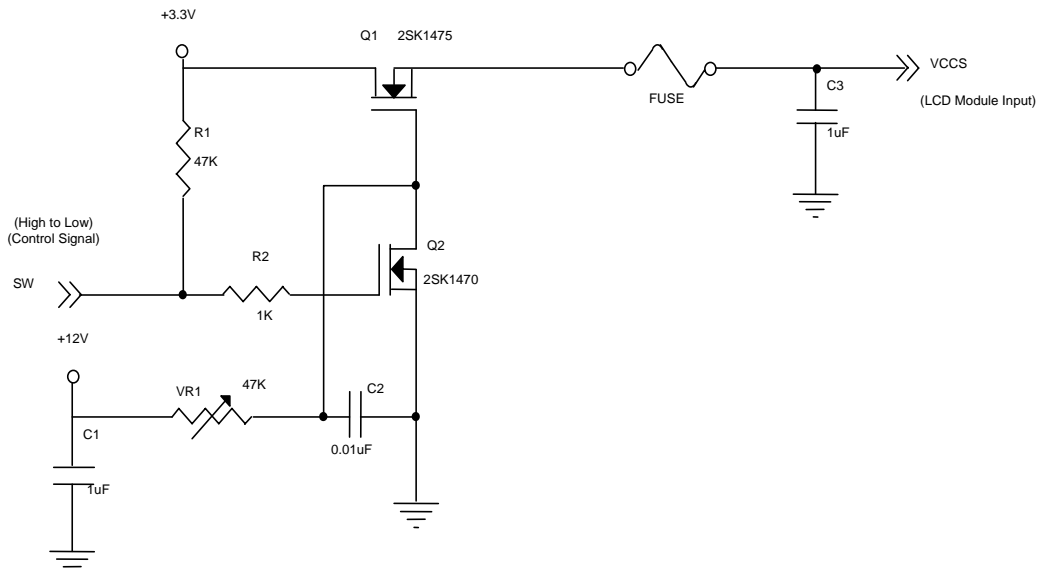 +3.3V
Q1 2SK1475
FUSE
C3
1uF
VCCS
(LCD Module Input)
R1
47K
(High to Low)
(Control Signal)
SW
R2
1K
Q2
2SK1470
+12V
VR1
47K
C2
0.01uF
C1
1uF